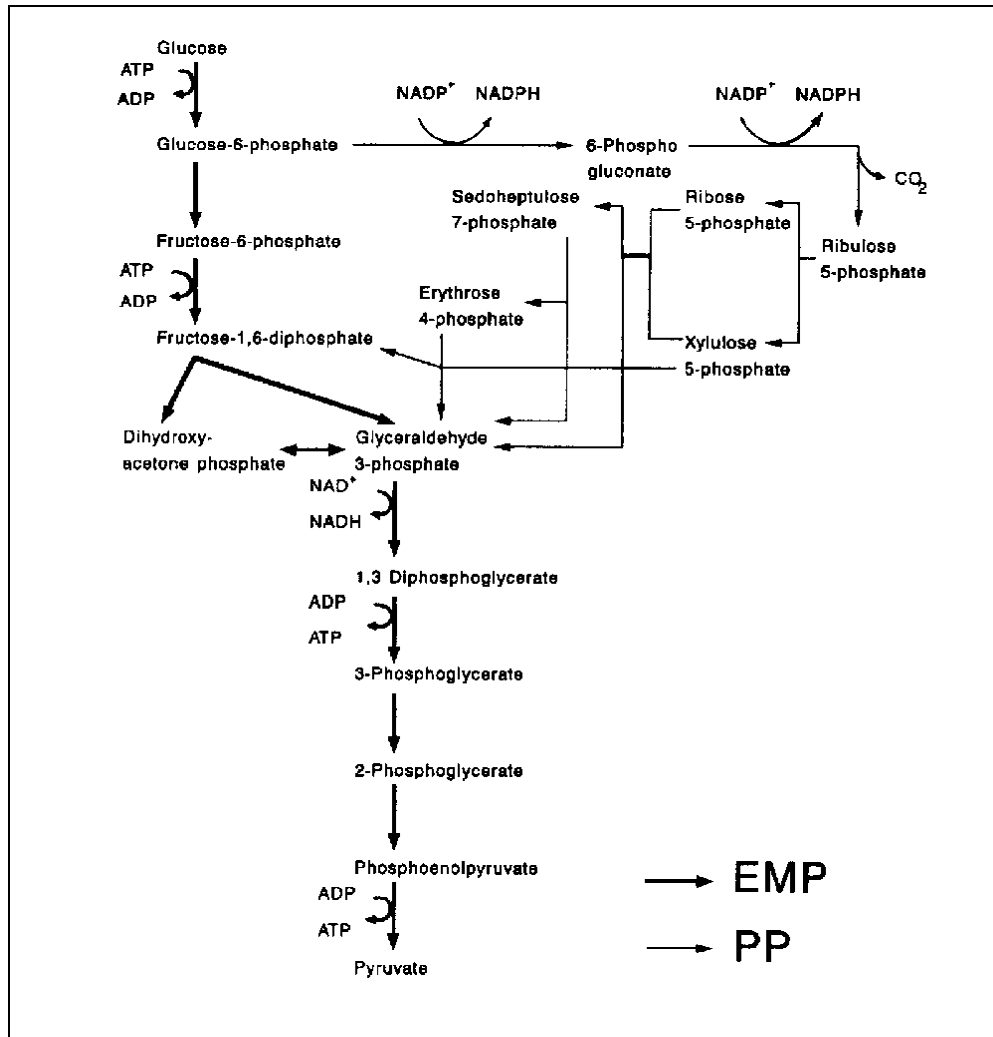 Glucose
ATP
ADP
NADP+ NADPH
NADP+ NADPH
Glucose-6-phosphate
6-Phospho
gluconate
CO2
Sedoheptulose
7-phosphate
Ribose
5-phosphate
Ribulose
5-phosphate
Fructose-6-phosphate
ATP
ADP
Erythrose
4-phosphate
Fructose-1,6-diphosphate
Xylulose
5-phosphate
Dihydroxy-
acetone phosphate
Glyceraldehyde
3-phosphate
NAD+
NADH
1,3 Diphosphoglycerate
ADP
ATP
3-Phosphoglycerate
2-Phosphoglycerate
Phosphoenolpyruvate
ADP
ATP
Pyruvate
EMP
PP